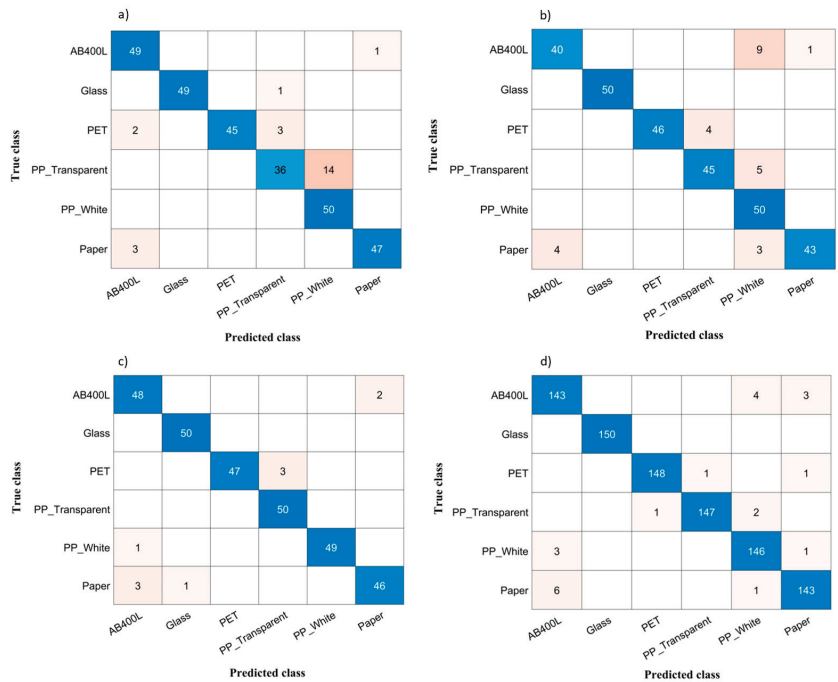 a)
True class
AB400L 49 1
Glass 49 1
PET 2 45 3
PP_Transparent 36 14
PP_White 50
Paper 3 47
AB400L Glass PET PP_Transparent PP_White Paper
Predicted class
b)
True class
AB400L 40 9 1
Glass 50
PET 46 4
PP_Transparent 45 5
PP_White 50
Paper 4 3 43
AB400L Glass PET PP_Transparent PP_White Paper
Predicted class
c)
True class
AB400L 48 2
Glass 50
PET 47 3
PP_Transparent 50
PP_White 1 49
Paper 3 1 46
AB400L Glass PET PP_Transparent PP_White Paper
Predicted class
d)
True class
AB400L 143 4 3
Glass 150
PET 148 1 1
PP_Transparent 1 147 2
PP_White 3 146 1
Paper 6 1 143
AB400L Glass PET PP_Transparent PP_White Paper
Predicted class